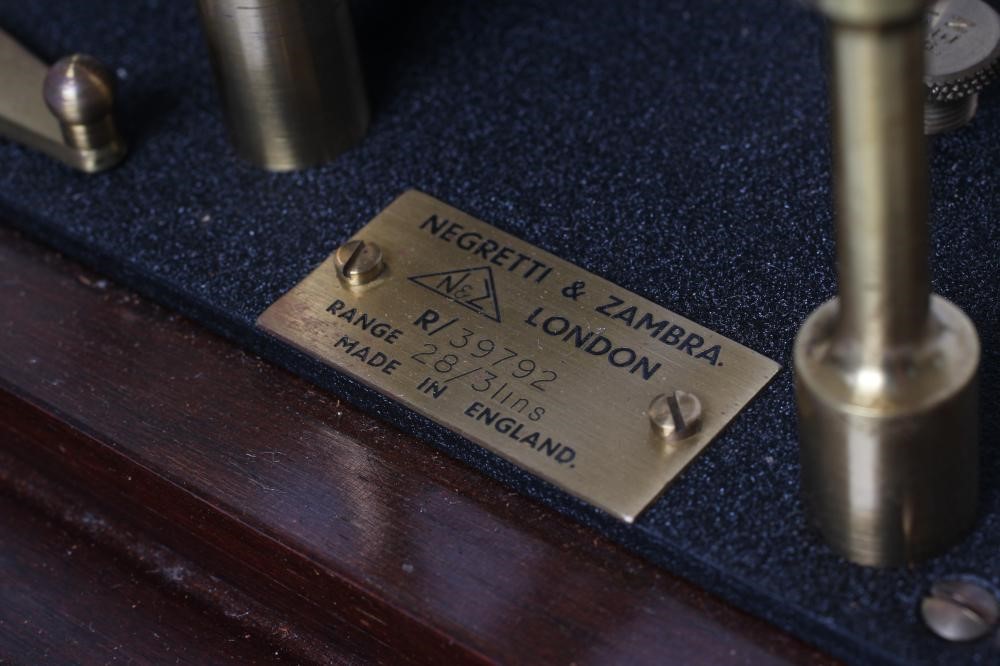 NEGRETTI & ZAMBRA.
N&Z
LONDON
R/39792
RANGE 28/31ins
MADE IN ENGLAND.